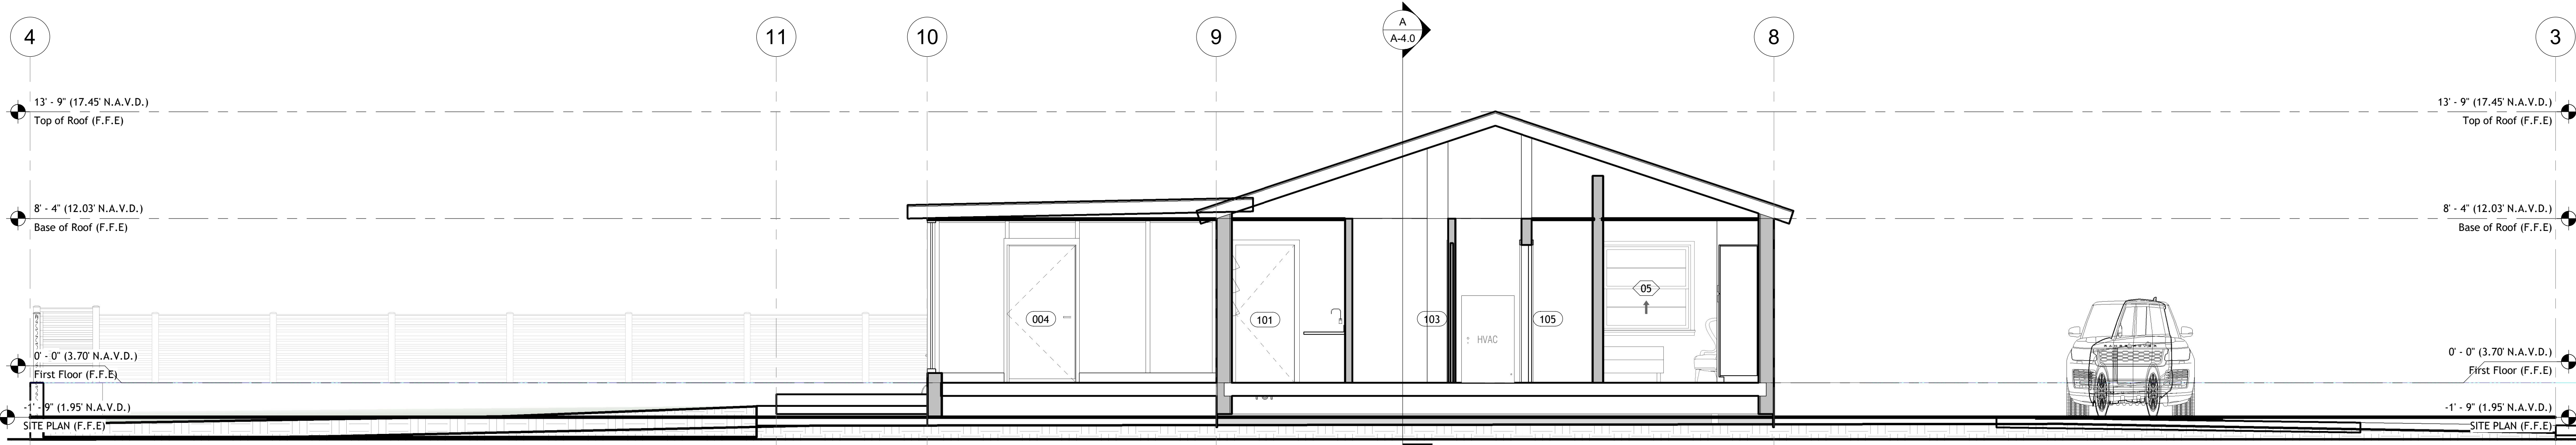 4
11
10
9
A
A-4.0
8
3
13' - 9" (17.45' N.A.V.D.)
Top of Roof (F.F.E)
13' - 9" (17.45' N.A.V.D.)
Top of Roof (F.F.E)
8' - 4" (12.03' N.A.V.D.)
Base of Roof (F.F.E)
8' - 4" (12.03' N.A.V.D.)
Base of Roof (F.F.E)
05
004
101
103
105
HVAC
0' - 0" (3.70' N.A.V.D.)
First Floor (F.F.E)
0' - 0" (3.70' N.A.V.D.)
First Floor (F.F.E)
-1' - 9" (1.95' N.A.V.D.)
SITE PLAN (F.F.E)
-1' - 9" (1.95' N.A.V.D.)
SITE PLAN (F.F.E)